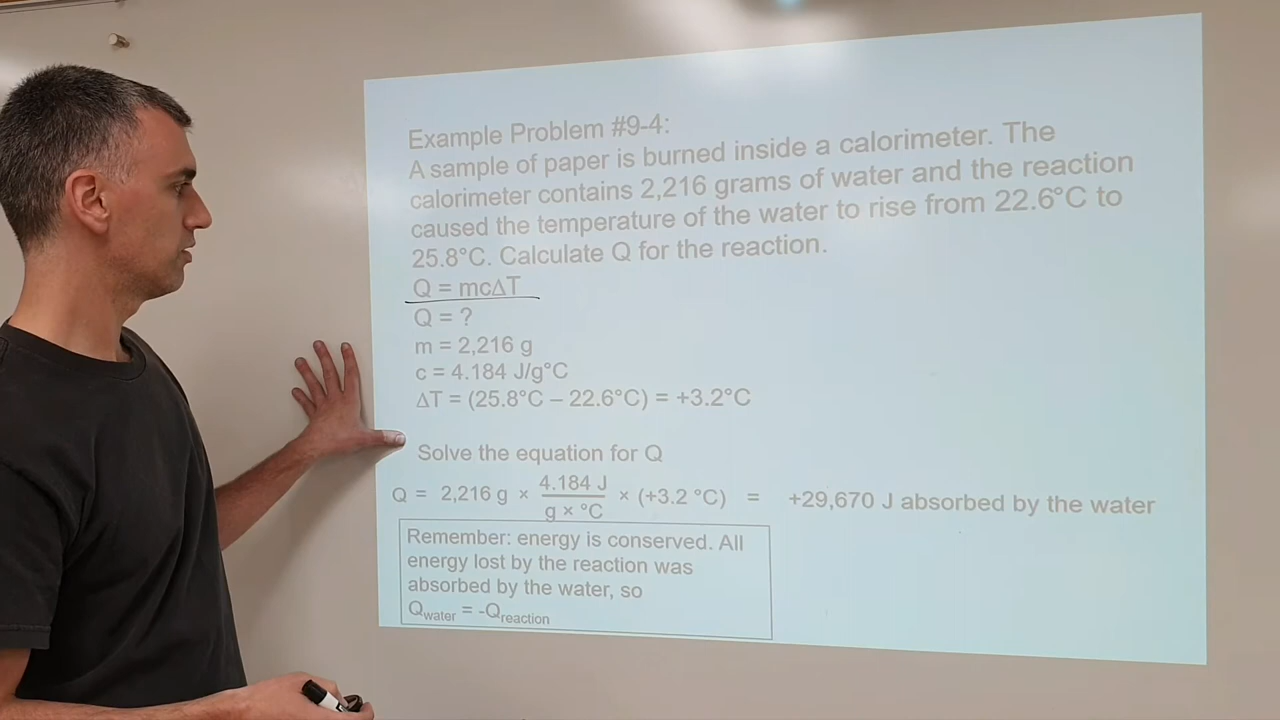 Example Problem #9-4:
A sample of paper is burned inside a calorimeter. The
calorimeter contains 2,216 grams of water and the reaction
caused the temperature of the water to rise from 22.6°C to
25.8°C. Calculate Q for the reaction.
Q = mcΔT
Q = ?
m = 2,216 g
c = 4.184 J/g°C
ΔT = (25.8°C – 22.6°C) = +3.2°C
Solve the equation for Q
Q = 2,216 g × 4.184 J / g × °C × (+3.2 °C) = +29,670 J absorbed by the water
Remember: energy is conserved. All
energy lost by the reaction was
absorbed by the water, so
Qwater = -Qreaction